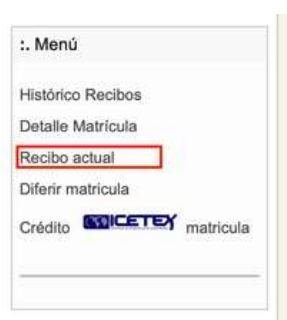 :. Menú
Histórico Recibos
Detalle Matrícula
Recibo actual
Diferir matricula
Crédito ICETEX matricula